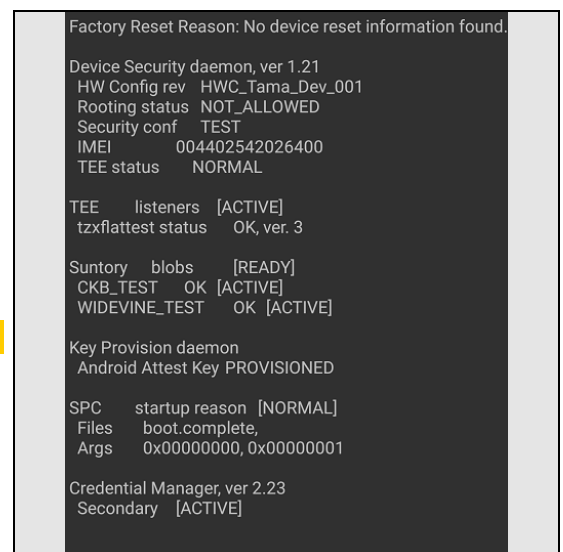 Factory Reset Reason: No device reset information found.
Device Security daemon, ver 1.21
HW Config rev HWC_Tama_Dev_001
Rooting status NOT_ALLOWED
Security conf TEST
IMEI 004402542026400
TEE status NORMAL
TEE listeners [ACTIVE]
tzxflattest status OK, ver. 3
Suntory blobs [READY]
CKB_TEST OK [ACTIVE]
WIDEVINE_TEST OK [ACTIVE]
Key Provision daemon
Android Attest Key PROVISIONED
SPC startup reason [NORMAL]
Files boot.complete,
Args 0x00000000, 0x00000001
Credential Manager, ver 2.23
Secondary [ACTIVE]